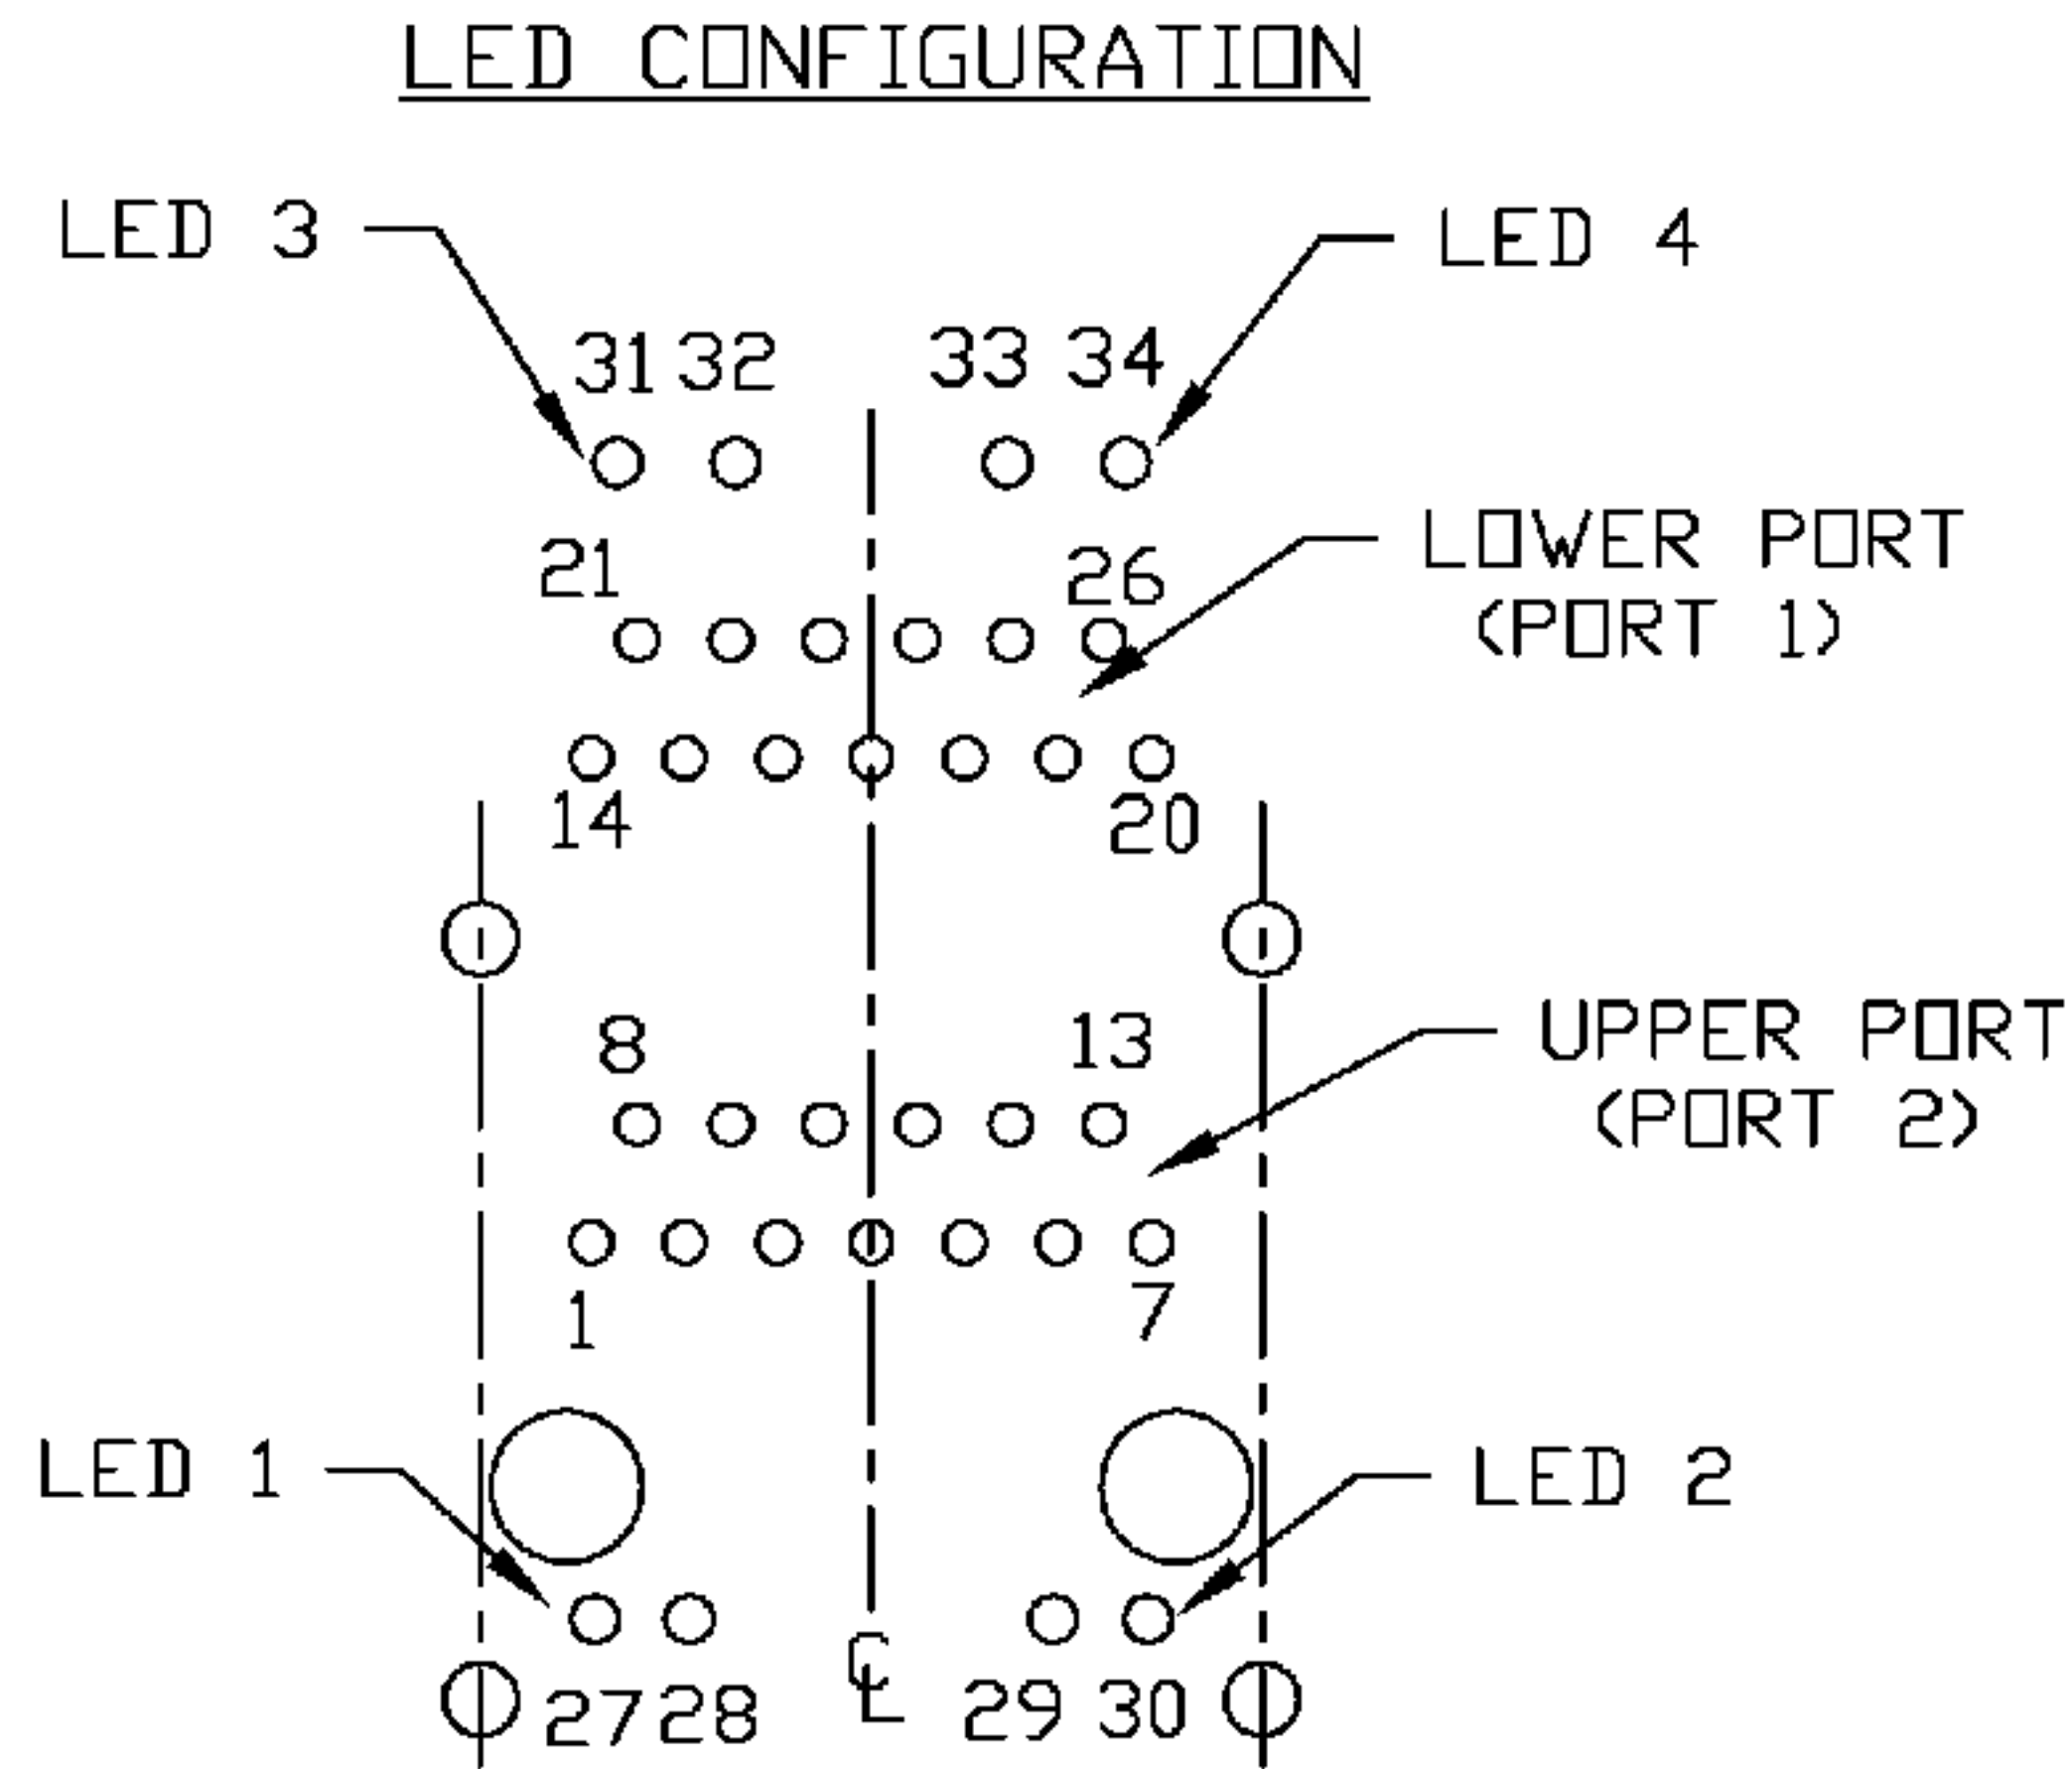 LED CONFIGURATION
LED 3
LED 4
31 32 33 34
LOWER PORT
(PORT 1)
21 26
14 20
UPPER PORT
(PORT 2)
8 13
1 7
LED 1
LED 2
CL
27 28 29 30